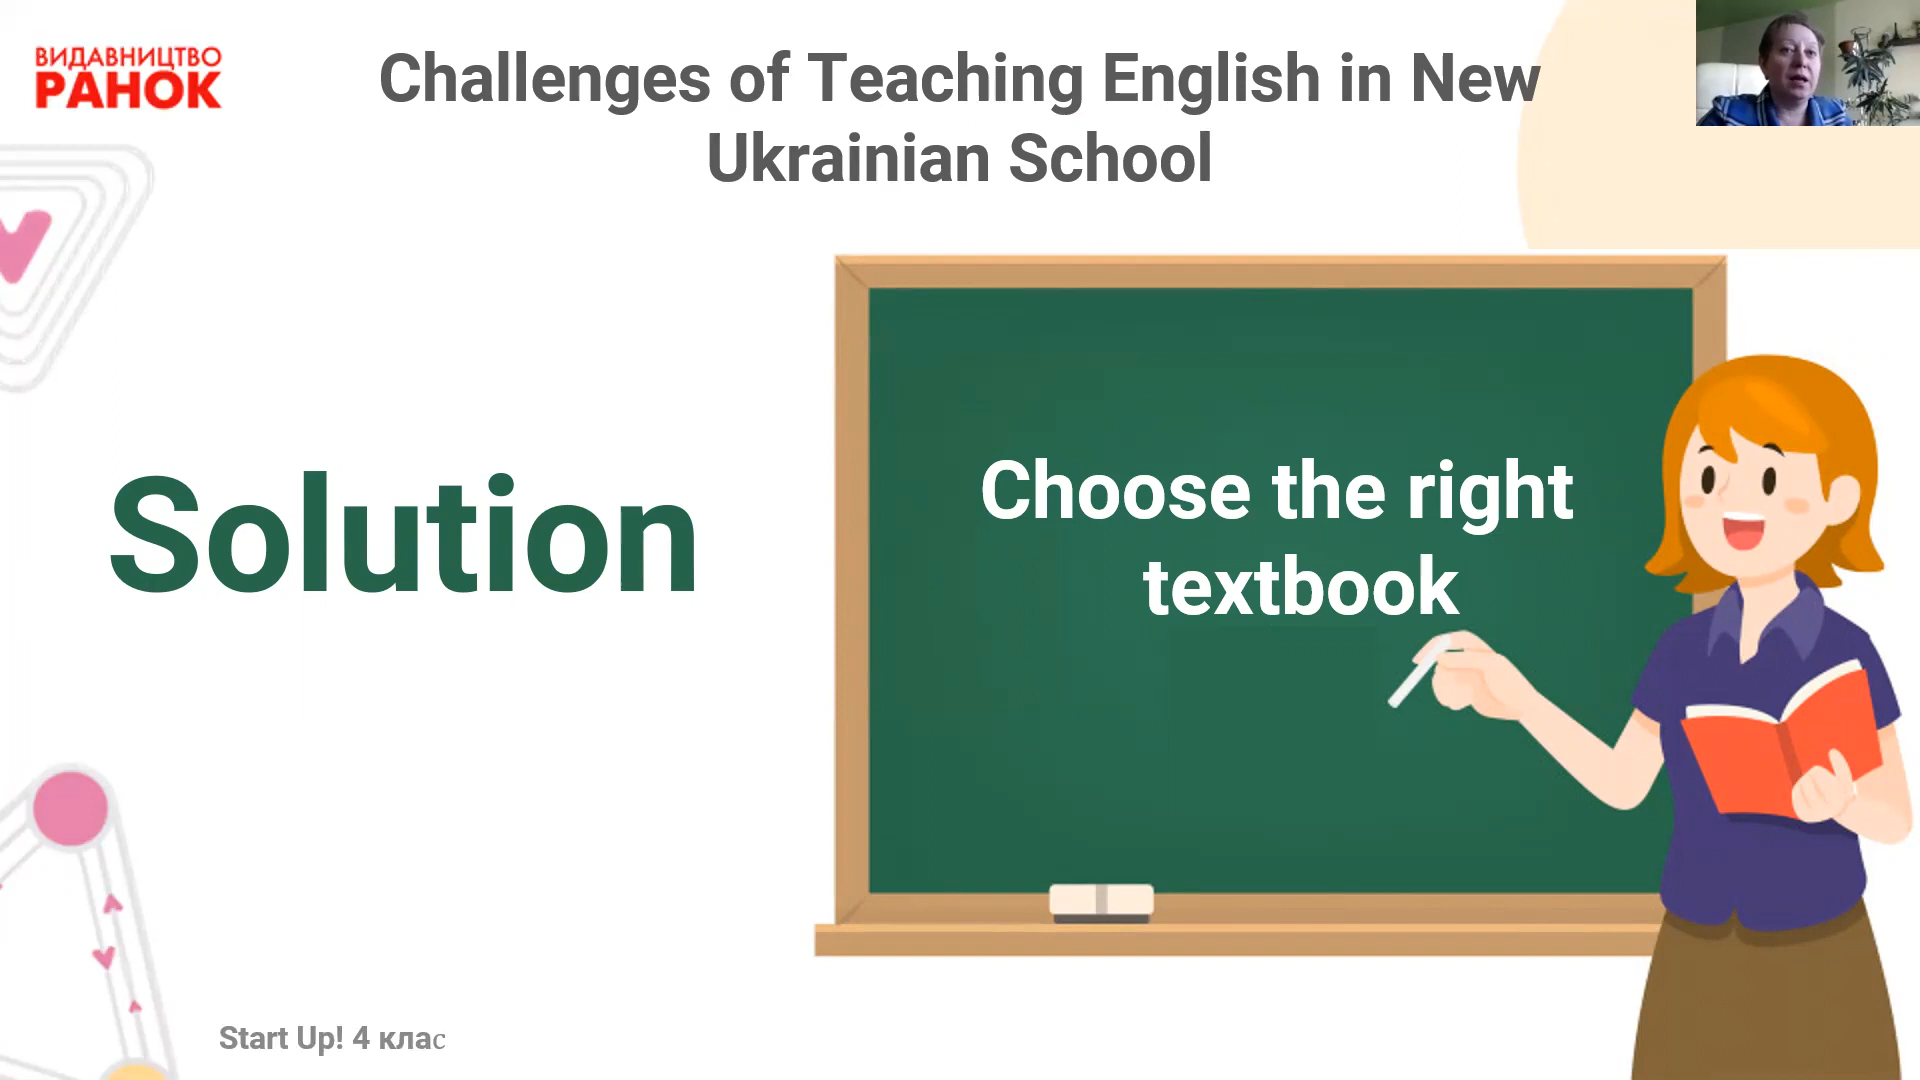 ВИДАВНИЦТВО
РАНОК
Challenges of Teaching English in New
Ukrainian School
Solution
Choose the right
textbook
Start Up! 4 клас